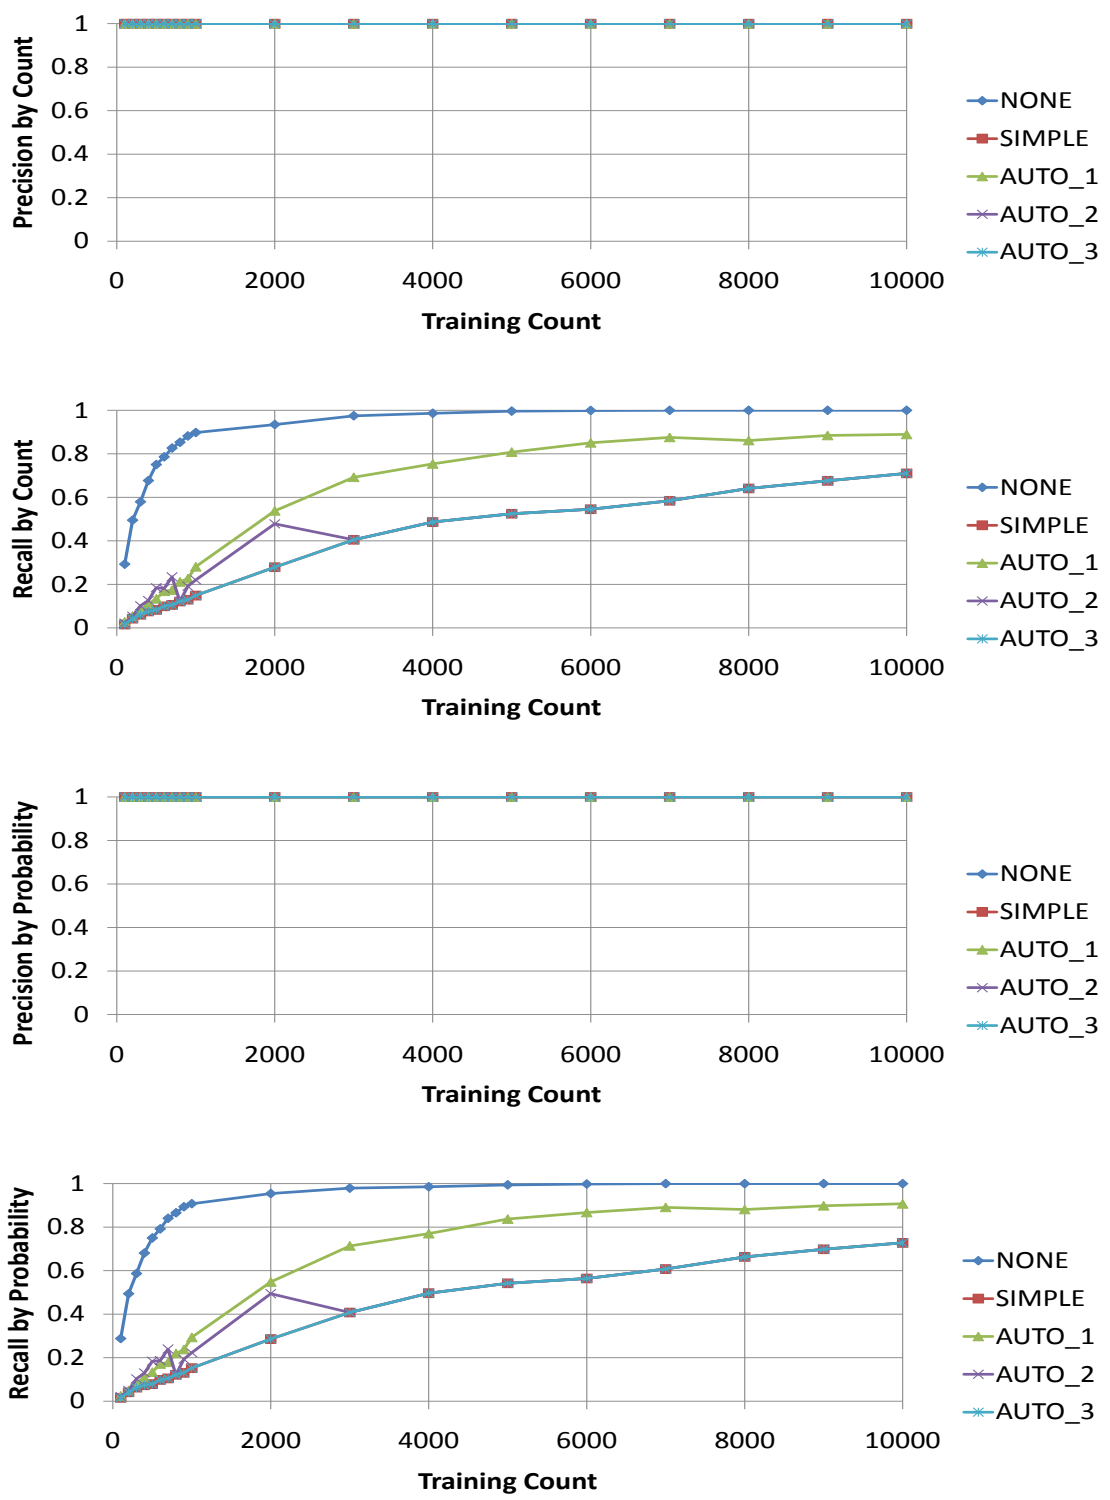 Precision by Count
1
0.8
0.6
0.4
0.2
0
0 2000 4000 6000 8000 10000
Training Count
NONE
SIMPLE
AUTO_1
AUTO_2
AUTO_3
Recall by Count
1
0.8
0.6
0.4
0.2
0
0 2000 4000 6000 8000 10000
Training Count
NONE
SIMPLE
AUTO_1
AUTO_2
AUTO_3
Precision by Probability
1
0.8
0.6
0.4
0.2
0
0 2000 4000 6000 8000 10000
Training Count
NONE
SIMPLE
AUTO_1
AUTO_2
AUTO_3
Recall by Probability
1
0.8
0.6
0.4
0.2
0
0 2000 4000 6000 8000 10000
Training Count
NONE
SIMPLE
AUTO_1
AUTO_2
AUTO_3